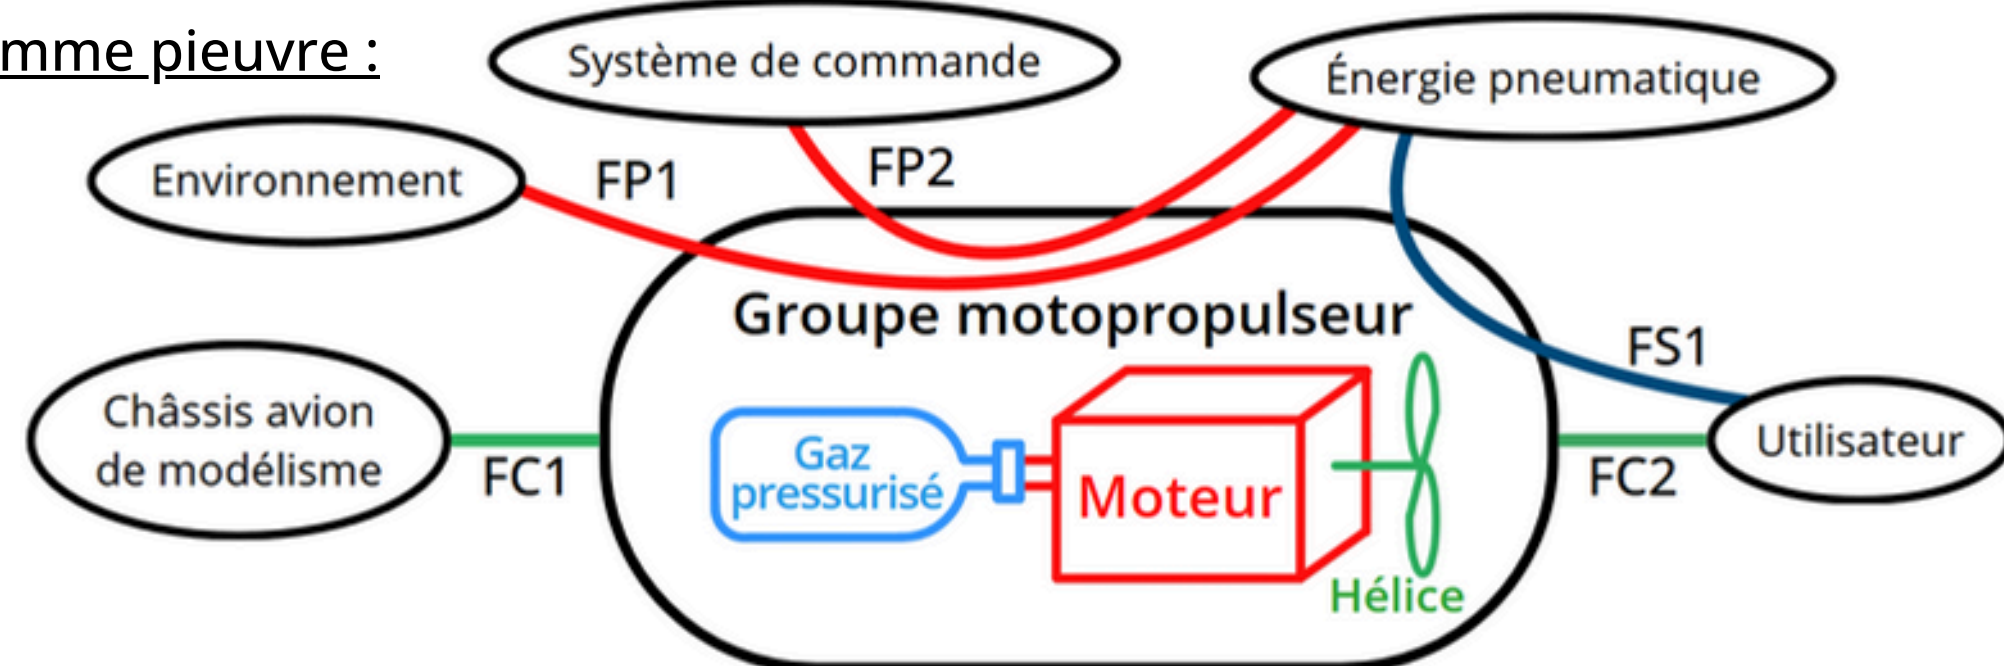 mme pieuvre :
Système de commande
Énergie pneumatique
Environnement
FP1
FP2
Groupe motopropulseur
FS1
Châssis avion
de modélisme
FC1
Gaz
pressurisé
Moteur
Hélice
Utilisateur
FC2